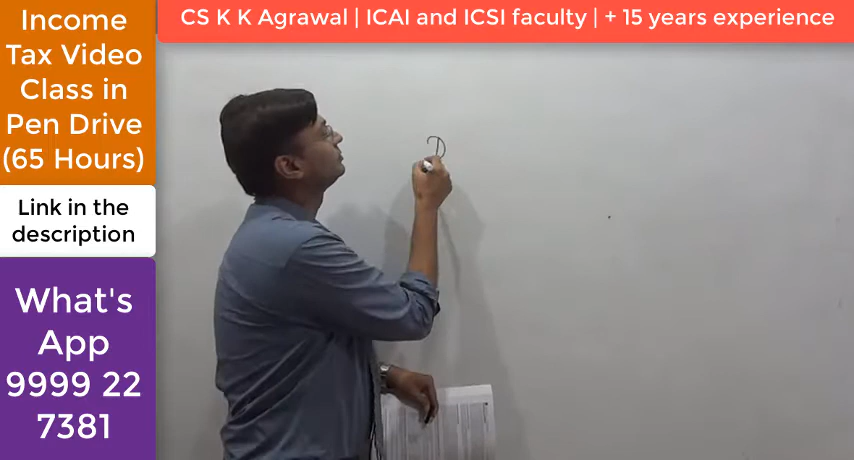 CS K K Agrawal | ICAI and ICSI faculty | + 15 years experience
Income
Tax Video
Class in
Pen Drive
(65 Hours)
Link in the
description
What's
App
9999 22
7381